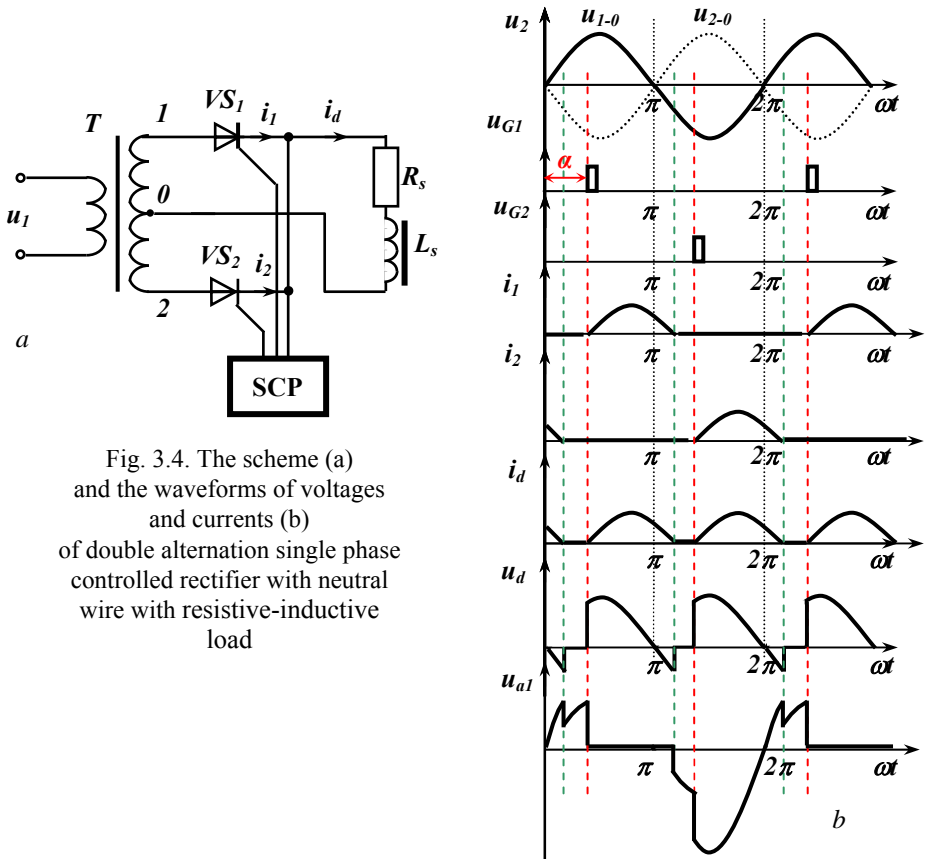 T
1
VS1
i1
id
Rs
0
u1
Ls
VS2
i2
2
a
SCP
Fig. 3.4. The scheme (a)
and the waveforms of voltages
and currents (b)
of double alternation single phase
controlled rectifier with neutral
wire with resistive-inductive
load
u2
u1-0
u2-0
π
2π
ωt
uG1
α
π
2π
ωt
uG2
π
2π
ωt
i1
π
2π
ωt
i2
π
2π
ωt
id
π
2π
ωt
ud
π
2π
ωt
ua1
π
2π
ωt
b